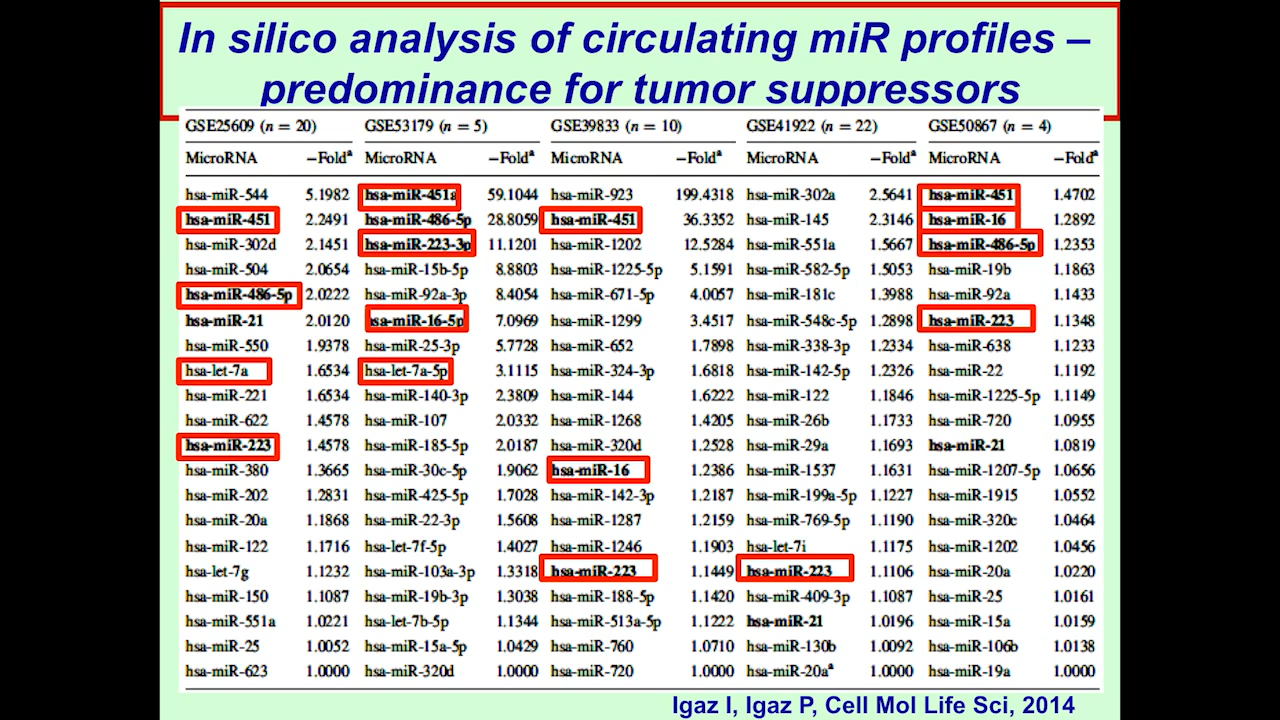 In silico analysis of circulating miR profiles –
predominance for tumor suppressors
GSE25609 (n = 20) GSE53179 (n = 5) GSE39833 (n = 10) GSE41922 (n = 22) GSE50867 (n = 4)
MicroRNA −Foldᵃ MicroRNA −Foldᵃ MicroRNA −Foldᵃ MicroRNA −Foldᵃ MicroRNA −Foldᵃ
hsa-miR-544 5.1982 hsa-miR-451a 59.1044 hsa-miR-923 199.4318 hsa-miR-302a 2.5641 hsa-miR-451 1.4702
hsa-miR-451 2.2491 hsa-miR-486-5p 28.8059 hsa-miR-451 36.3352 hsa-miR-145 2.3146 hsa-miR-16 1.2892
hsa-miR-302d 2.1451 hsa-miR-223-3p 11.1201 hsa-miR-1202 12.5284 hsa-miR-551a 1.5667 hsa-miR-486-5p 1.2353
hsa-miR-504 2.0654 hsa-miR-15b-5p 8.8803 hsa-miR-1225-5p 5.1591 hsa-miR-582-5p 1.5053 hsa-miR-19b 1.1863
hsa-miR-486-5p 2.0222 hsa-miR-92a-3p 8.4054 hsa-miR-671-5p 4.0057 hsa-miR-181c 1.3988 hsa-miR-92a 1.1433
hsa-miR-21 2.0120 hsa-miR-16-5p 7.0969 hsa-miR-1299 3.4517 hsa-miR-548c-5p 1.2898 hsa-miR-223 1.1348
hsa-miR-550 1.9378 hsa-miR-25-3p 5.7728 hsa-miR-652 1.7898 hsa-miR-338-3p 1.2334 hsa-miR-638 1.1233
hsa-let-7a 1.6534 hsa-let-7a-5p 3.1115 hsa-miR-324-3p 1.6818 hsa-miR-142-5p 1.2326 hsa-miR-22 1.1192
hsa-miR-221 1.6534 hsa-miR-140-3p 2.3809 hsa-miR-144 1.6222 hsa-miR-122 1.1846 hsa-miR-1225-5p 1.1149
hsa-miR-622 1.4578 hsa-miR-107 2.0332 hsa-miR-1268 1.4205 hsa-miR-26b 1.1733 hsa-miR-720 1.0955
hsa-miR-223 1.4578 hsa-miR-185-5p 2.0187 hsa-miR-320d 1.2528 hsa-miR-29a 1.1693 hsa-miR-21 1.0819
hsa-miR-380 1.3665 hsa-miR-30c-5p 1.9062 hsa-miR-16 1.2386 hsa-miR-1537 1.1631 hsa-miR-1207-5p 1.0656
hsa-miR-202 1.2831 hsa-miR-425-5p 1.7028 hsa-miR-142-3p 1.2187 hsa-miR-199a-5p 1.1227 hsa-miR-1915 1.0552
hsa-miR-20a 1.1868 hsa-miR-22-3p 1.5608 hsa-miR-1287 1.2159 hsa-miR-769-5p 1.1190 hsa-miR-320c 1.0464
hsa-miR-122 1.1716 hsa-let-7f-5p 1.4027 hsa-miR-1246 1.1903 hsa-let-7i 1.1175 hsa-miR-1202 1.0456
hsa-let-7g 1.1232 hsa-miR-103a-3p 1.3318 hsa-miR-223 1.1449 hsa-miR-223 1.1106 hsa-miR-20a 1.0220
hsa-miR-150 1.1087 hsa-miR-19b-3p 1.3038 hsa-miR-188-5p 1.1420 hsa-miR-409-3p 1.1087 hsa-miR-25 1.0161
hsa-miR-551a 1.0221 hsa-let-7b-5p 1.1344 hsa-miR-513a-5p 1.1222 hsa-miR-21 1.0196 hsa-miR-15a 1.0159
hsa-miR-25 1.0052 hsa-miR-15a-5p 1.0429 hsa-miR-760 1.0710 hsa-miR-130b 1.0092 hsa-miR-106b 1.0138
hsa-miR-623 1.0000 hsa-miR-320d 1.0000 hsa-miR-720 1.0000 hsa-miR-20aᵃ 1.0000 hsa-miR-19a 1.0000
Igaz I, Igaz P, Cell Mol Life Sci, 2014